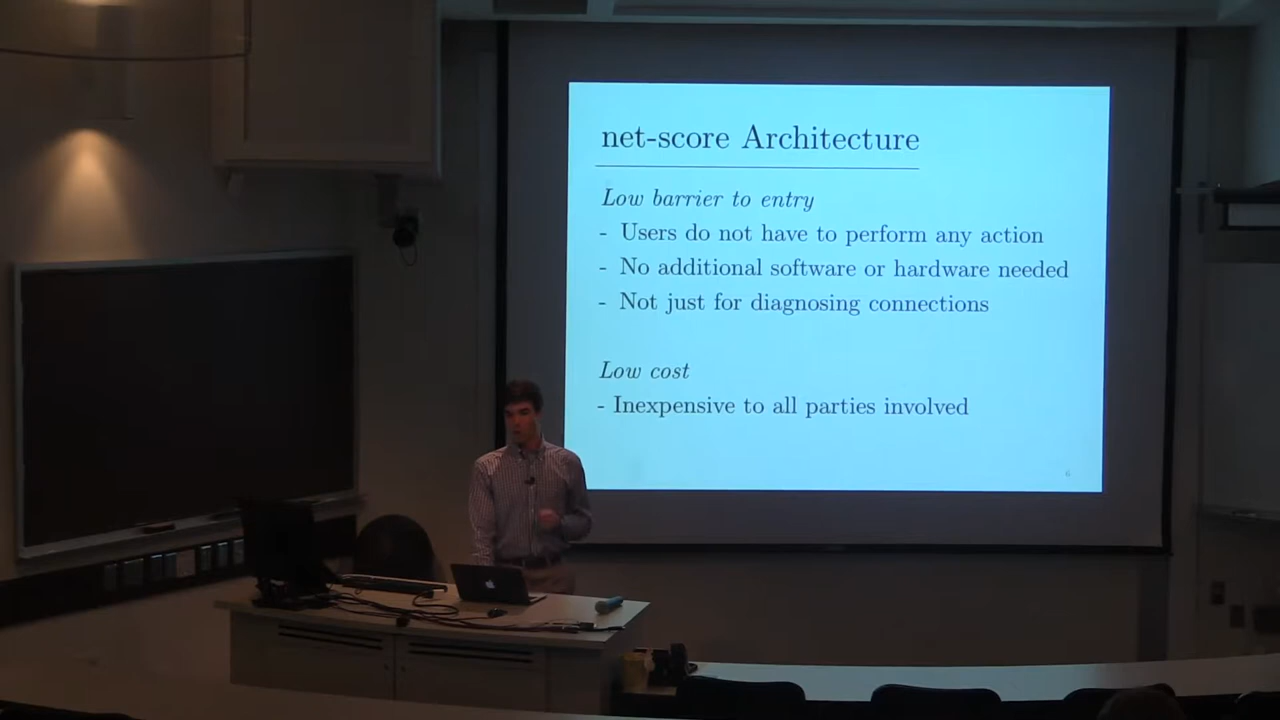 net-score Architecture
Low barrier to entry
- Users do not have to perform any action
- No additional software or hardware needed
- Not just for diagnosing connections
Low cost
- Inexpensive to all parties involved
6